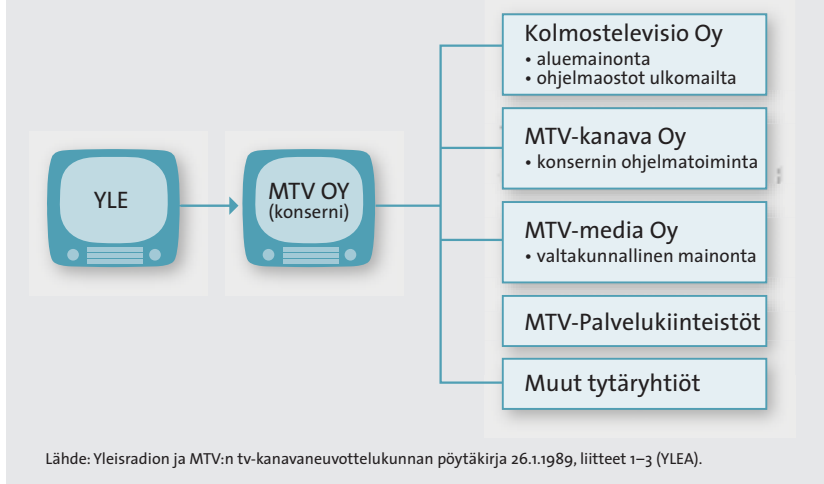 YLE
MTV OY
(konserni)
Kolmostelevisio Oy
• aluemainonta
• ohjelmaostot ulkomailta
MTV-kanava Oy
• konsernin ohjelmatoiminta
MTV-media Oy
• valtakunnallinen mainonta
MTV-Palvelukiinteistöt
Muut tytäryhtiöt
Lähde: Yleisradion ja MTV:n tv-kanavaneuvottelukunnan pöytäkirja 26.1.1989, liitteet 1–3 (YLEA).